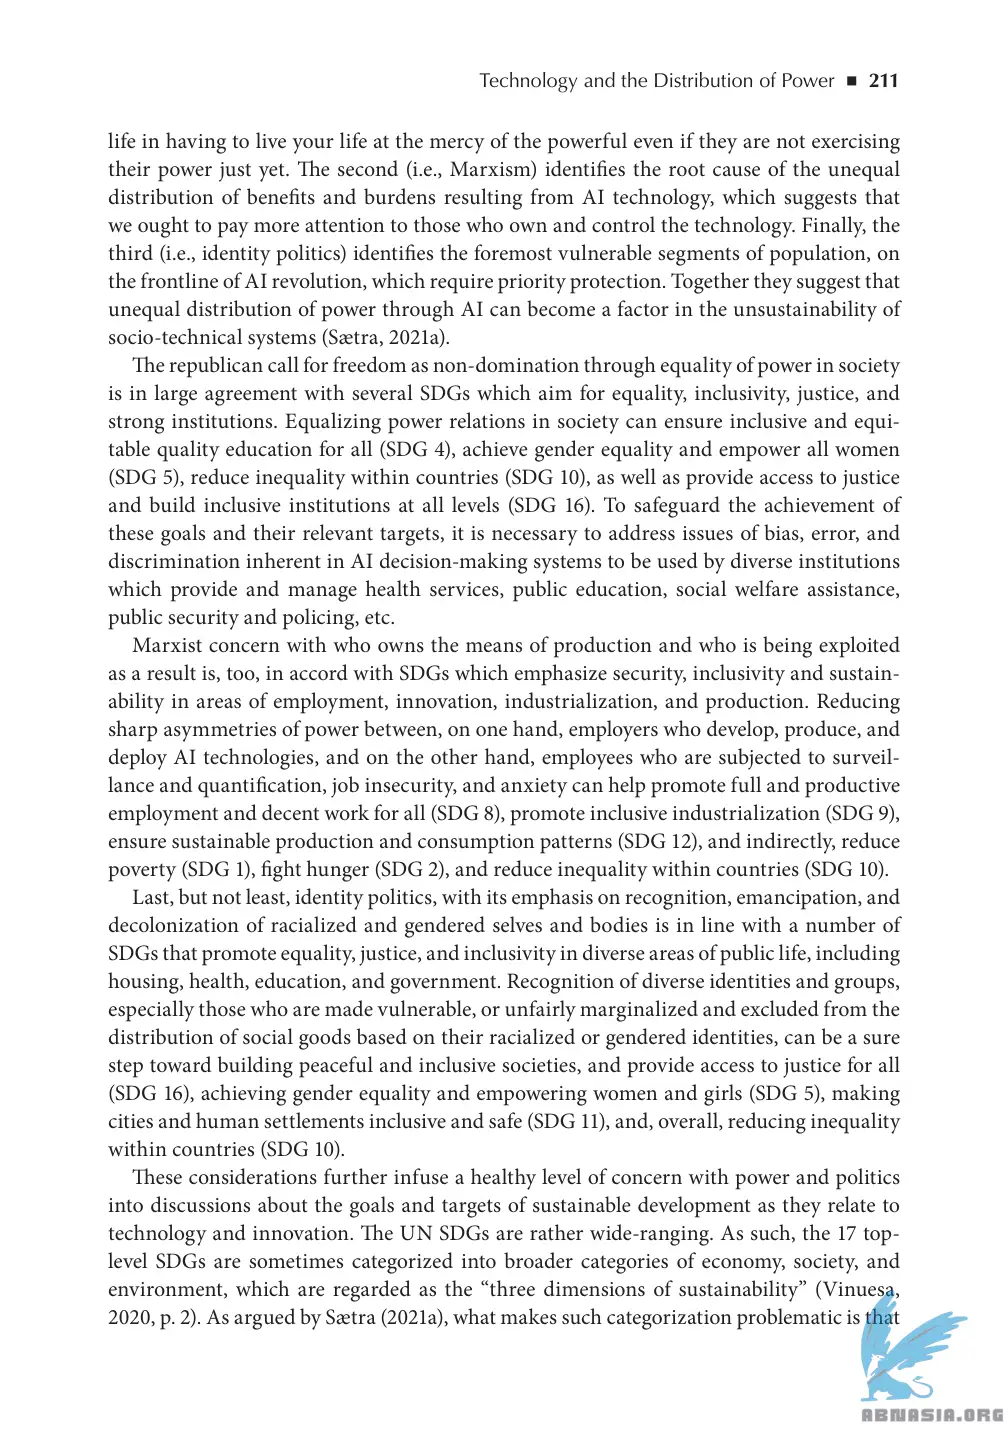 Technology and the Distribution of Power ■ 211
life in having to live your life at the mercy of the powerful even if they are not exercising
their power just yet. The second (i.e., Marxism) identifies the root cause of the unequal
distribution of benefits and burdens resulting from AI technology, which suggests that
we ought to pay more attention to those who own and control the technology. Finally, the
third (i.e., identity politics) identifies the foremost vulnerable segments of population, on
the frontline of AI revolution, which require priority protection. Together they suggest that
unequal distribution of power through AI can become a factor in the unsustainability of
socio-technical systems (Sætra, 2021a).
The republican call for freedom as non-domination through equality of power in society
is in large agreement with several SDGs which aim for equality, inclusivity, justice, and
strong institutions. Equalizing power relations in society can ensure inclusive and equi-
table quality education for all (SDG 4), achieve gender equality and empower all women
(SDG 5), reduce inequality within countries (SDG 10), as well as provide access to justice
and build inclusive institutions at all levels (SDG 16). To safeguard the achievement of
these goals and their relevant targets, it is necessary to address issues of bias, error, and
discrimination inherent in AI decision-making systems to be used by diverse institutions
which provide and manage health services, public education, social welfare assistance,
public security and policing, etc.
Marxist concern with who owns the means of production and who is being exploited
as a result is, too, in accord with SDGs which emphasize security, inclusivity and sustain-
ability in areas of employment, innovation, industrialization, and production. Reducing
sharp asymmetries of power between, on one hand, employers who develop, produce, and
deploy AI technologies, and on the other hand, employees who are subjected to surveil-
lance and quantification, job insecurity, and anxiety can help promote full and productive
employment and decent work for all (SDG 8), promote inclusive industrialization (SDG 9),
ensure sustainable production and consumption patterns (SDG 12), and indirectly, reduce
poverty (SDG 1), fight hunger (SDG 2), and reduce inequality within countries (SDG 10).
Last, but not least, identity politics, with its emphasis on recognition, emancipation, and
decolonization of racialized and gendered selves and bodies is in line with a number of
SDGs that promote equality, justice, and inclusivity in diverse areas of public life, including
housing, health, education, and government. Recognition of diverse identities and groups,
especially those who are made vulnerable, or unfairly marginalized and excluded from the
distribution of social goods based on their racialized or gendered identities, can be a sure
step toward building peaceful and inclusive societies, and provide access to justice for all
(SDG 16), achieving gender equality and empowering women and girls (SDG 5), making
cities and human settlements inclusive and safe (SDG 11), and, overall, reducing inequality
within countries (SDG 10).
These considerations further infuse a healthy level of concern with power and politics
into discussions about the goals and targets of sustainable development as they relate to
technology and innovation. The UN SDGs are rather wide-ranging. As such, the 17 top-
level SDGs are sometimes categorized into broader categories of economy, society, and
environment, which are regarded as the “three dimensions of sustainability” (Vinuesa,
2020, p. 2). As argued by Sætra (2021a), what makes such categorization problematic is that
ABNASIA.ORG